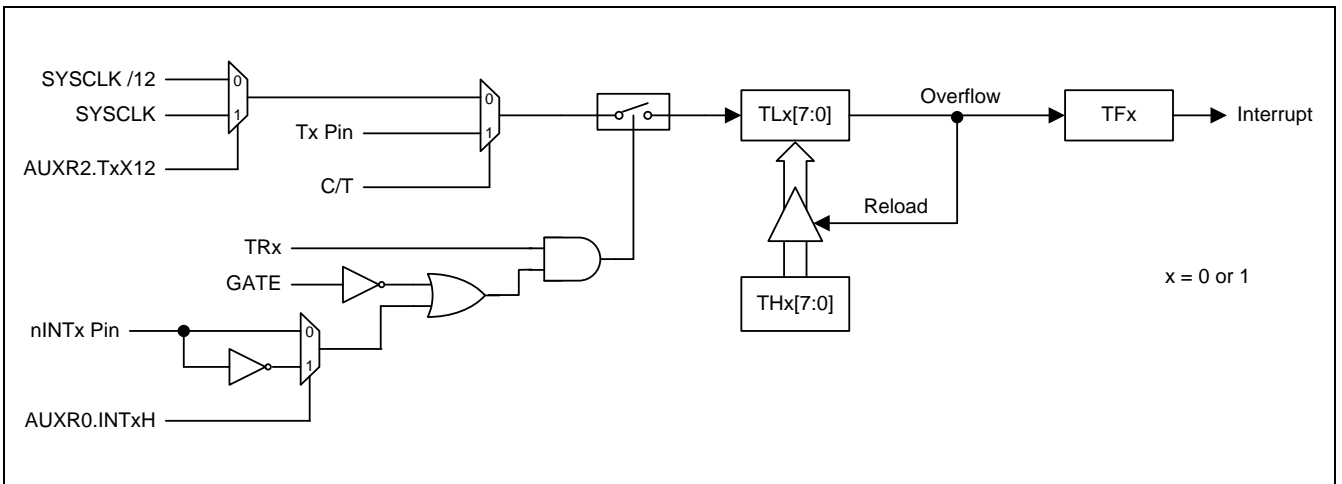 SYSCLK /12
0
SYSCLK
1
AUXR2.TxX12
0
Tx Pin
1
C/T
TLx[7:0]
Overflow
TFx
Interrupt
Reload
TRx
GATE
THx[7:0]
x = 0 or 1
nINTx Pin
0
1
AUXR0.INTxH